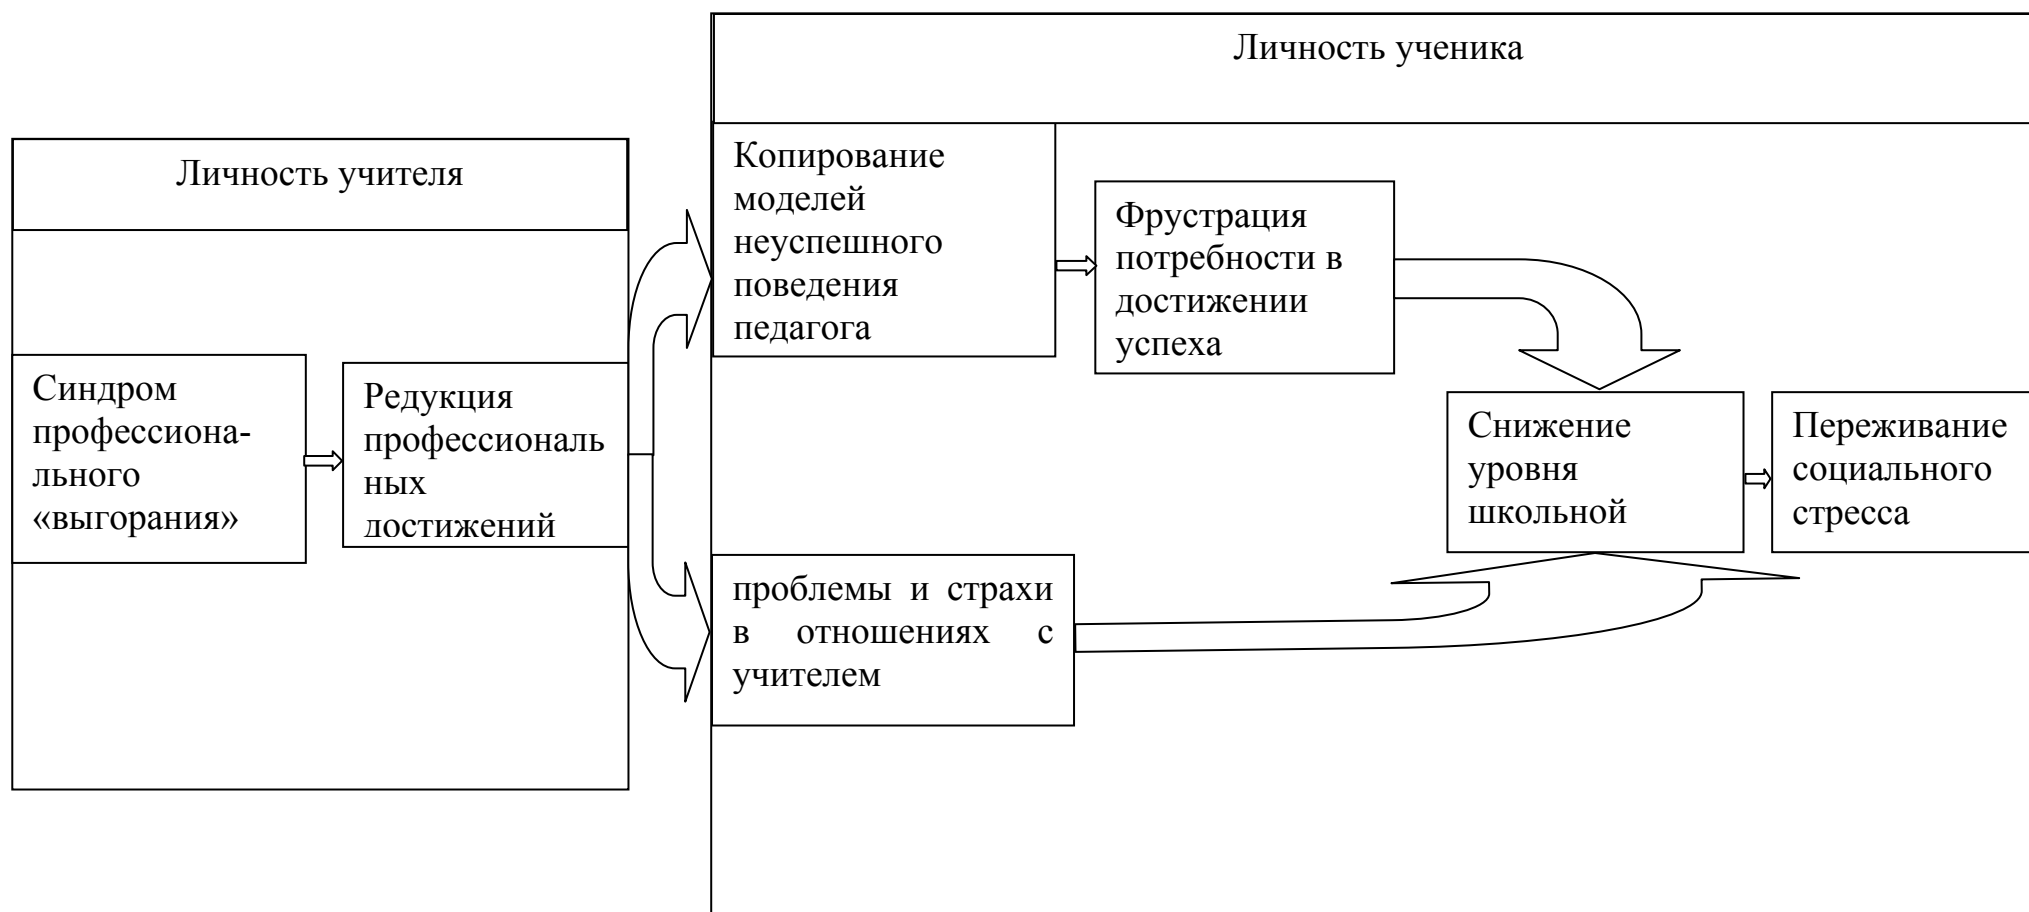 Личность ученика
Личность учителя
Копирование
моделей
неуспешного
поведения
педагога
Фрустрация
потребности в
достижении
успеха
Синдром
профессиона-
льного
«выгорания»
Редукция
профессиональ
ных
достижений
Снижение
уровня
школьной
Переживание
социального
стресса
проблемы и страхи
в отношениях с
учителем